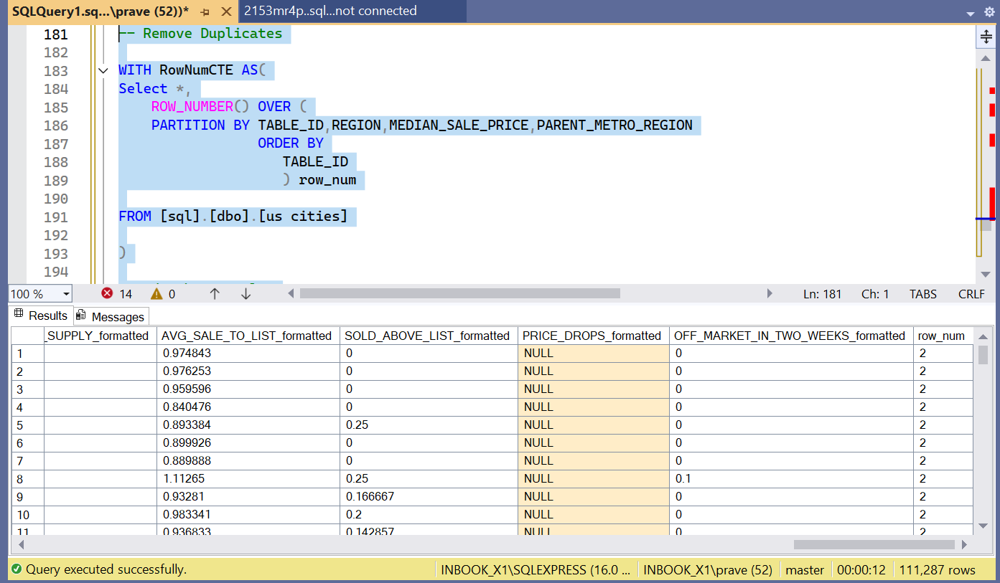 SQLQuery1.sq...\prave (52))* 2153mr4p..sql...not connected
181 -- Remove Duplicates
182
183 WITH RowNumCTE AS(
184 Select *,
185 ROW_NUMBER() OVER (
186 PARTITION BY TABLE_ID,REGION,MEDIAN_SALE_PRICE,PARENT_METRO_REGION
187 ORDER BY
188 TABLE_ID
189 ) row_num
190
191 FROM [sql].[dbo].[us cities]
192
193 )
194
100 % 14 0 Ln: 181 Ch: 1 TABS CRLF
Results Messages
_SUPPLY_formatted AVG_SALE_TO_LIST_formatted SOLD_ABOVE_LIST_formatted PRICE_DROPS_formatted OFF_MARKET_IN_TWO_WEEKS_formatted row_num
1 0.974843 0 NULL 0 2
2 0.976253 0 NULL 0 2
3 0.959596 0 NULL 0 2
4 0.840476 0 NULL 0 2
5 0.893384 0.25 NULL 0 2
6 0.899926 0 NULL 0 2
7 0.889888 0 NULL 0 2
8 1.11265 0.25 NULL 0.1 2
9 0.93281 0.166667 NULL 0 2
10 0.983341 0.2 NULL 0 2
11 0.936833 0.142857 NULL 0 2
Query executed successfully. INBOOK_X1\SQLEXPRESS (16.0 ... INBOOK_X1\prave (52) master 00:00:12 111,287 rows